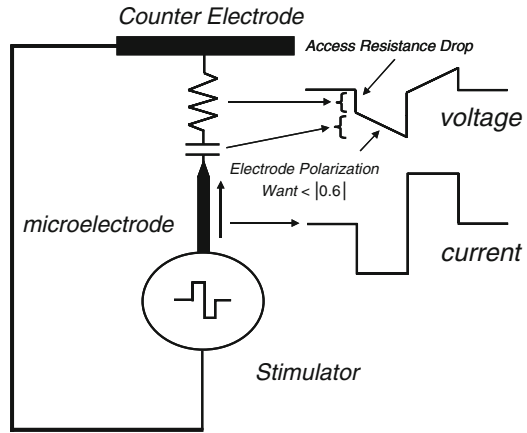 Counter Electrode
Access Resistance Drop
voltage
Electrode Polarization
Want < |0.6|
microelectrode
current
Stimulator